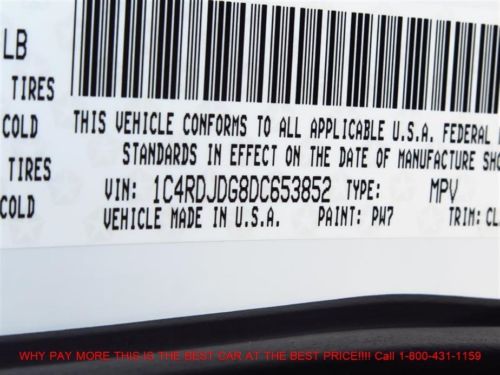 LB
TIRES
COLD
THIS VEHICLE CONFORMS TO ALL APPLICABLE U.S.A. FEDERAL
STANDARDS IN EFFECT ON THE DATE OF MANUFACTURE SHO
TIRES
VIN: 1C4RDJDG8DC653852 TYPE: MPV
COLD
VEHICLE MADE IN U.S.A. PAINT: PW7 TRIM: CL
WHY PAY MORE THIS IS THE BEST CAR AT THE BEST PRICE!!!! Call 1-800-431-1159